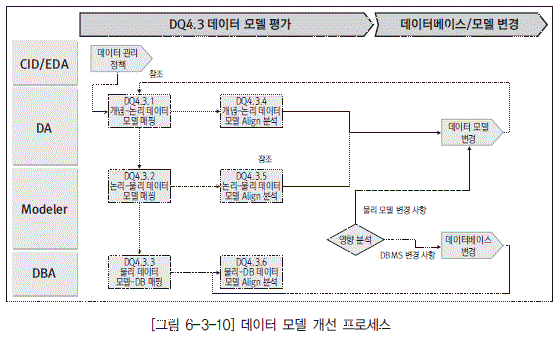 DQ4.3 데이터 모델 평가
데이터베이스/모델 변경
CID/EDA
데이터 관리
정책
참조
DA
DQ4.3.1
개념-논리 데이터
모델 매핑
DQ4.3.4
개념-논리 데이터
모델 Align 분석
데이터 모델
변경
참조
Modeler
DQ4.3.2
논리-물리 데이터
모델 매핑
DQ4.3.5
논리-물리 데이터
모델 Align 분석
물리 모델 변경 사항
영향 분석
데이터베이스
변경
DBMS 변경 사항
DBA
DQ4.3.3
물리 데이터
모델-DB 매핑
DQ4.3.6
물리-DB 데이터
모델 Align 분석
[그림 6-3-10] 데이터 모델 개선 프로세스